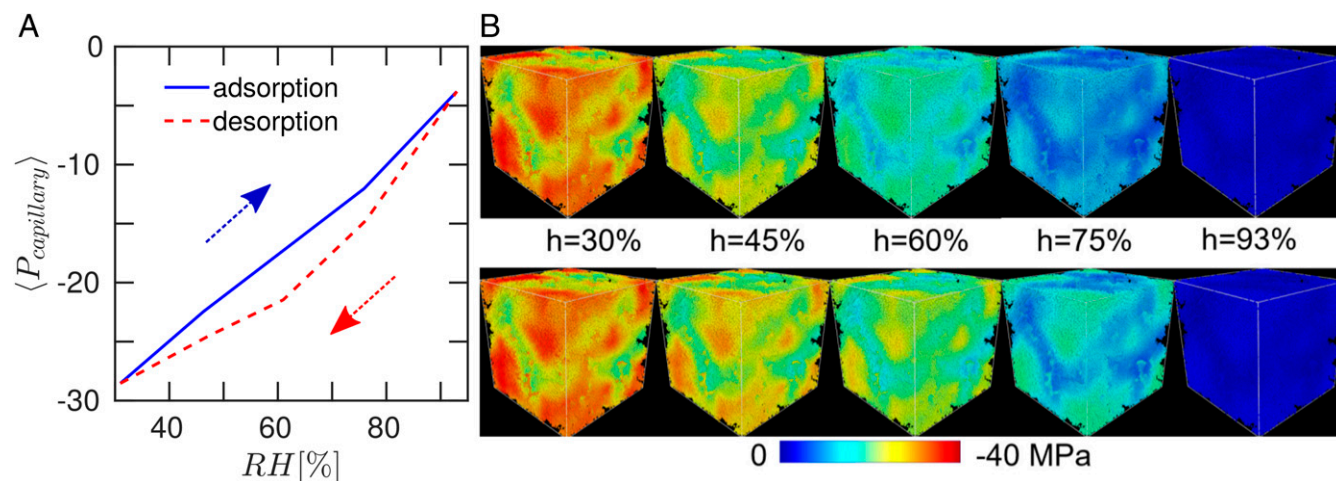 A
0
-10
-20
-30
⟨P_capillary⟩
adsorption
desorption
40 60 80
RH[%]
B
h=30% h=45% h=60% h=75% h=93%
0 -40 MPa